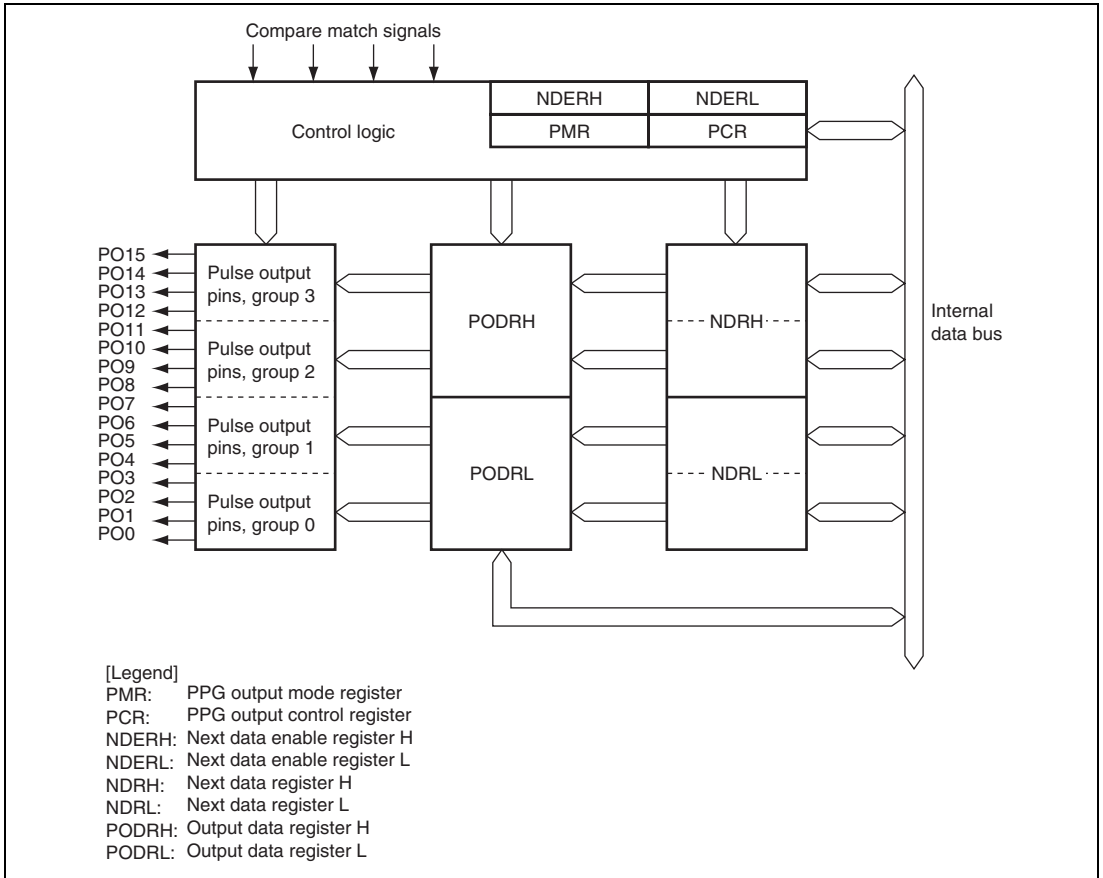 Compare match signals
NDERH
NDERL
Control logic
PMR
PCR
PO15
PO14
PO13
PO12
PO11
PO10
PO9
PO8
PO7
PO6
PO5
PO4
PO3
PO2
PO1
PO0
Pulse output
pins, group 3
Pulse output
pins, group 2
Pulse output
pins, group 1
Pulse output
pins, group 0
PODRH
PODRL
NDRH
NDRL
Internal
data bus
[Legend]
PMR: PPG output mode register
PCR: PPG output control register
NDERH: Next data enable register H
NDERL: Next data enable register L
NDRH: Next data register H
NDRL: Next data register L
PODRH: Output data register H
PODRL: Output data register L